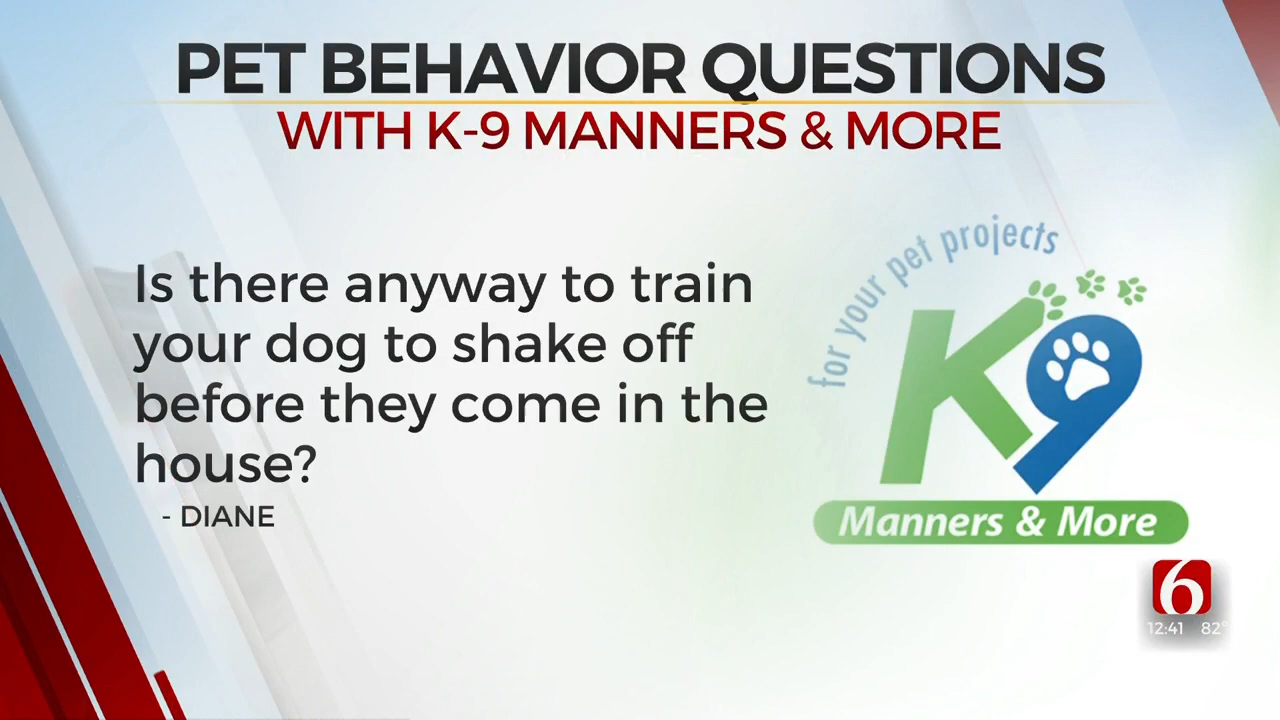 PET BEHAVIOR QUESTIONS
WITH K-9 MANNERS & MORE
Is there anyway to train
your dog to shake off
before they come in the
house?
- DIANE
for your pet projects
K9
Manners & More
6
12:41 82°